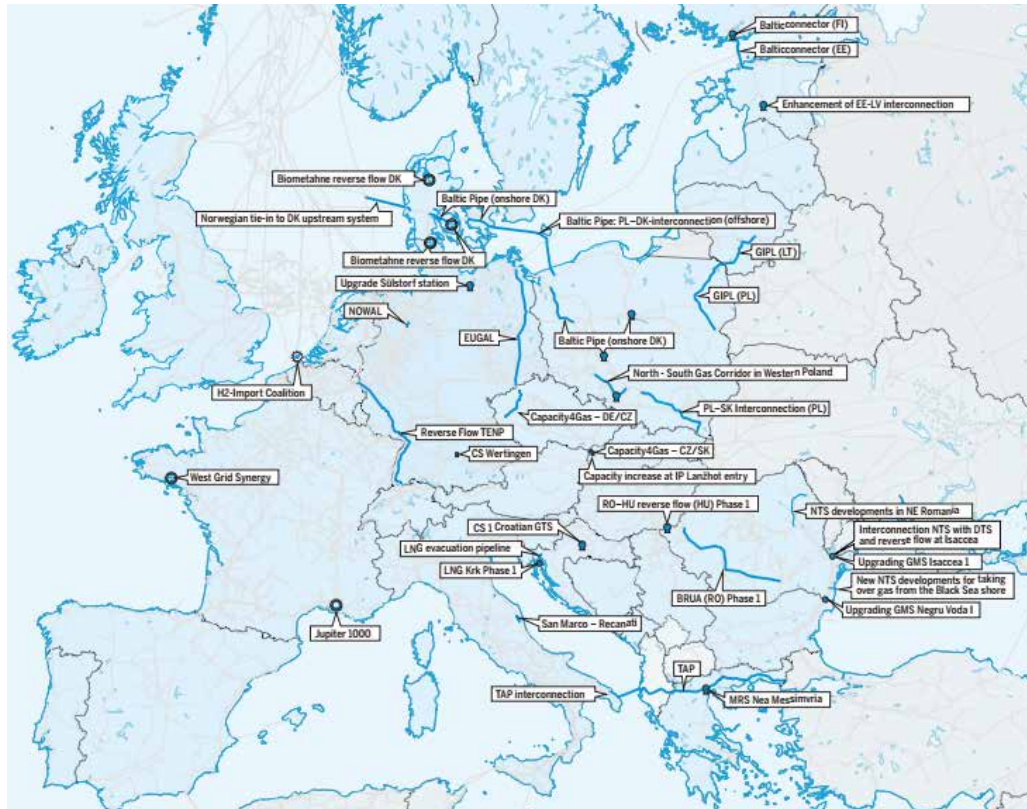 Balticconnector (FI)
Balticconnector (EE)
Enhancement of EE-LV interconnection
Biometahne reverse flow DK
Baltic Pipe (onshore DK)
Norwegian tie-in to DK upstream system
Baltic Pipe: PL–DK-interconnection (offshore)
GIPL (LT)
Biometahne reverse flow DK
Upgrade Sülstorf station
GIPL (PL)
NOWAL
EUGAL
Baltic Pipe (onshore DK)
North - South Gas Corridor in Western Poland
H2-Import Coalition
PL–SK Interconnection (PL)
Capacity4Gas – DE/CZ
Reverse Flow TENP
CS Wertingen
Capacity4Gas – CZ/SK
West Grid Synergy
Capacity increase at IP Lanžhot entry
RO–HU reverse flow (HU) Phase 1
NTS developments in NE Romania
CS 1 Croatian GTS
Interconnection NTS with DTS
and reverse flow at Isaccea
LNG evacuation pipeline
Upgrading GMS Isaccea 1
LNG Krk Phase 1
New NTS developments for taking
over gas from the Black Sea shore
BRUA (RO) Phase 1
Upgrading GMS Negru Voda I
Jupiter 1000
San Marco – Recanati
TAP
TAP interconnection
MRS Nea Messimvria